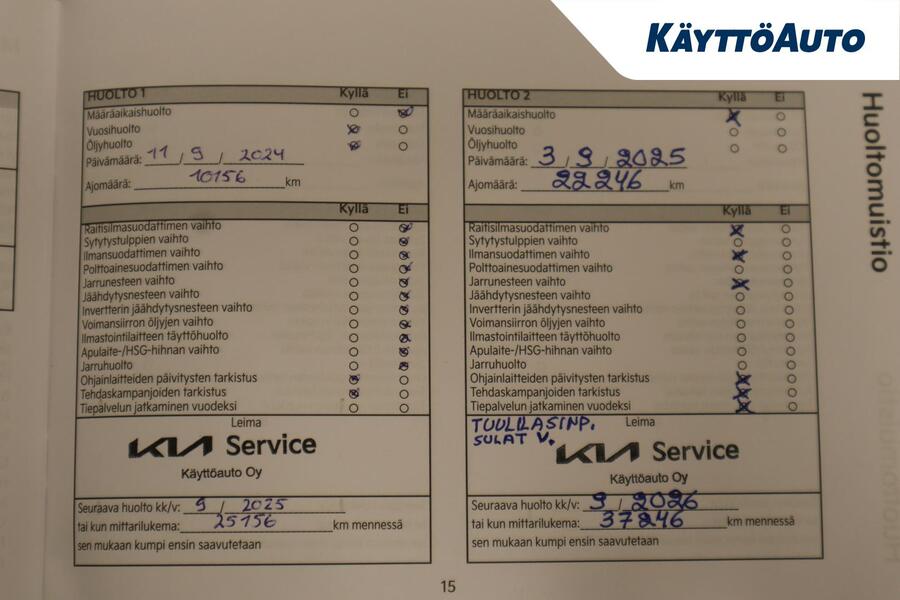 KÄYTTÖAUTO
HUOLTO 1 Kyllä Ei
Määräaikaishuolto
Vuosihuolto
Öljyhuolto
Päivämäärä: 11 / 9 / 2024
Ajomäärä: 10156 km
Kyllä Ei
Raitisilmasuodattimen vaihto
Sytytystulppien vaihto
Ilmansuodattimen vaihto
Polttoainesuodattimen vaihto
Jarrunesteen vaihto
Jäähdytysnesteen vaihto
Invertterin jäähdytysnesteen vaihto
Voimansiirron öljyjen vaihto
Ilmastointilaitteen täyttöhuolto
Apulaite-/HSG-hihnan vaihto
Jarruhuolto
Ohjainlaitteiden päivitysten tarkistus
Tehdaskampanjoiden tarkistus
Tiepalvelun jatkaminen vuodeksi
Leima
KIA Service
Käyttöauto Oy
Seuraava huolto kk/v: 9 / 2025
tai kun mittarilukema: 25156 km mennessä
sen mukaan kumpi ensin saavutetaan
HUOLTO 2 Kyllä Ei
Määräaikaishuolto
Vuosihuolto
Öljyhuolto
Päivämäärä: 3 / 9 / 2025
Ajomäärä: 22246 km
Kyllä Ei
Raitisilmasuodattimen vaihto
Sytytystulppien vaihto
Ilmansuodattimen vaihto
Polttoainesuodattimen vaihto
Jarrunesteen vaihto
Jäähdytysnesteen vaihto
Invertterin jäähdytysnesteen vaihto
Voimansiirron öljyjen vaihto
Ilmastointilaitteen täyttöhuolto
Apulaite-/HSG-hihnan vaihto
Jarruhuolto
Ohjainlaitteiden päivitysten tarkistus
Tehdaskampanjoiden tarkistus
Tiepalvelun jatkaminen vuodeksi
Leima
TUULILASINP.
SULAT V.
KIA Service
Käyttöauto Oy
Seuraava huolto kk/v: 9 / 2026
tai kun mittarilukema: 37246 km mennessä
sen mukaan kumpi ensin saavutetaan
Huoltomuistio
15